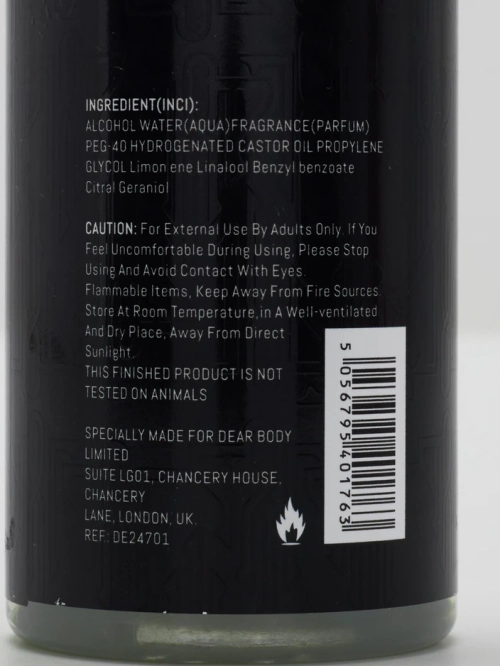 INGREDIENT(INCI):
ALCOHOL WATER(AQUA)FRAGRANCE(PARFUM)
PEG-40 HYDROGENATED CASTOR OIL PROPYLENE
GLYCOL Limon ene Linalool Benzyl benzoate
Citral Geraniol
CAUTION: For External Use By Adults Only. If You
Feel Uncomfortable During Using, Please Stop
Using And Avoid Contact With Eyes.
Flammable Items, Keep Away From Fire Sources.
Store At Room Temperature,in A Well-ventilated
And Dry Place, Away From Direct
Sunlight.
THIS FINISHED PRODUCT IS NOT
TESTED ON ANIMALS
SPECIALLY MADE FOR DEAR BODY
LIMITED
SUITE LG01, CHANCERY HOUSE,
CHANCERY
LANE, LONDON, UK.
REF: DE24701
5056795401763